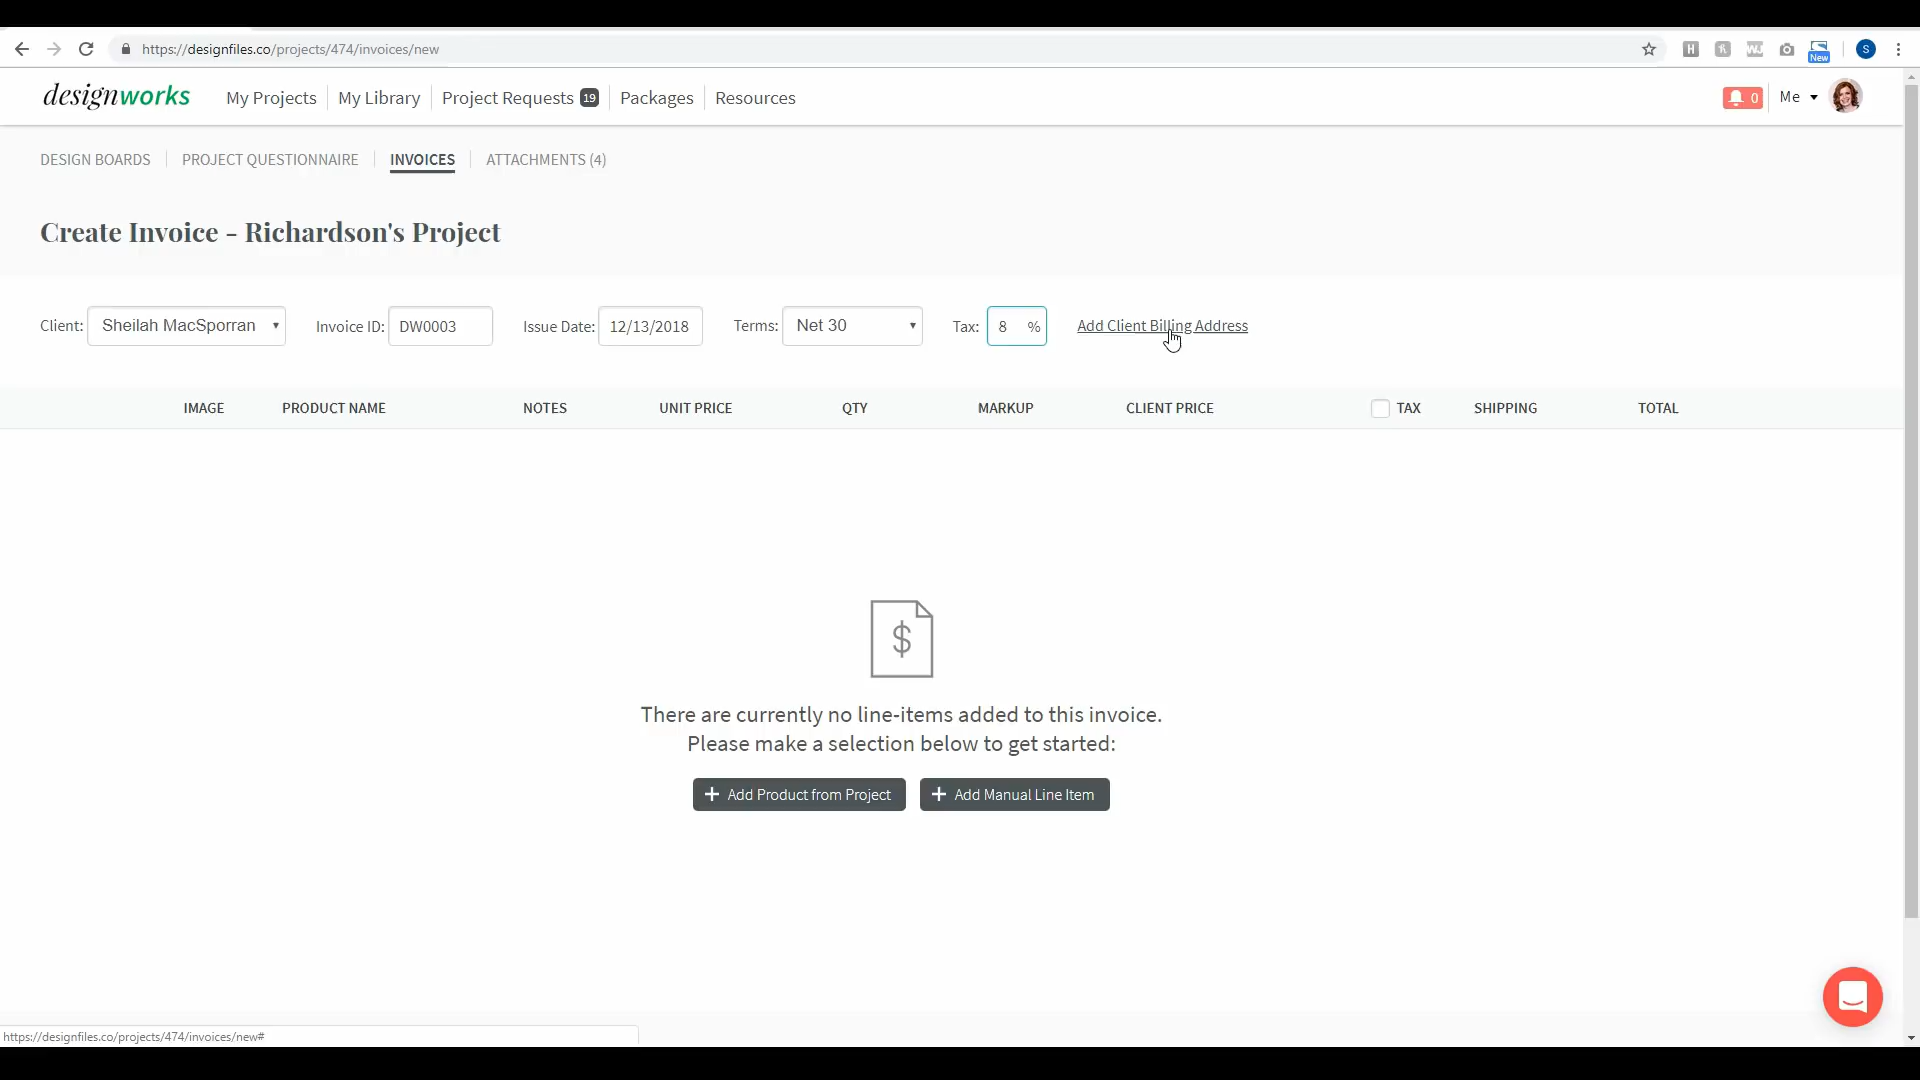 https://designfiles.co/projects/474/invoices/new
H
WJ
New
S
designworks
My Projects
My Library
Project Requests 19
Packages
Resources
0
Me
DESIGN BOARDS
PROJECT QUESTIONNAIRE
INVOICES
ATTACHMENTS (4)
Create Invoice - Richardson's Project
Client: Sheilah MacSporran
Invoice ID: DW0003
Issue Date: 12/13/2018
Terms: Net 30
Tax: 8 %
Add Client Billing Address
IMAGE
PRODUCT NAME
NOTES
UNIT PRICE
QTY
MARKUP
CLIENT PRICE
TAX
SHIPPING
TOTAL
$
There are currently no line-items added to this invoice.
Please make a selection below to get started:
+ Add Product from Project
+ Add Manual Line Item
https://designfiles.co/projects/474/invoices/new#